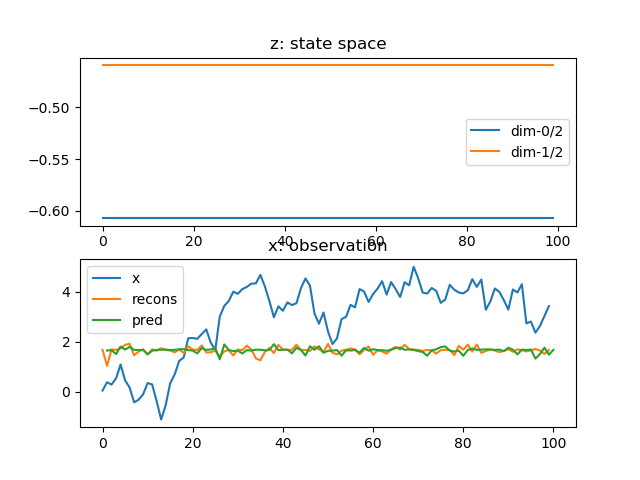 z: state space
−0.50
−0.55
−0.60
dim-0/2
dim-1/2
0 20 40 60 80 100
x: observation
4
2
0
x
recons
pred
0 20 40 60 80 100